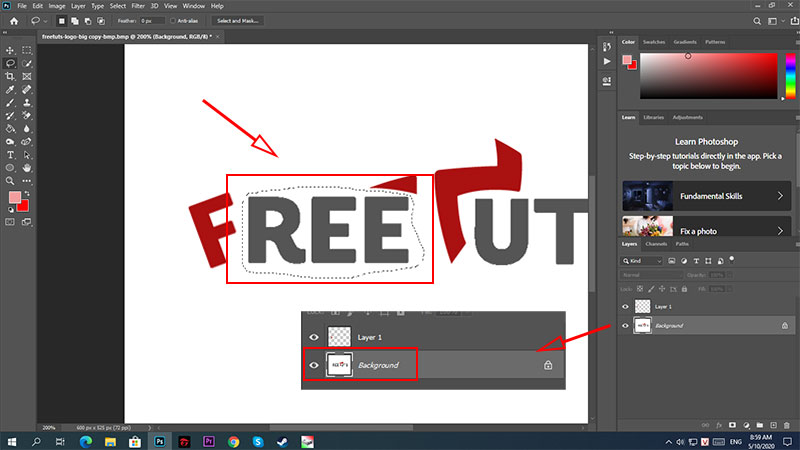 File Edit Image Layer Type Select Filter 3D View Window Help
Feather: 0 px Anti-alias Select and Mask...
freetuts-logo-big copy-bmp.bmp @ 200% (Background, RGB/8) * ×
Color Swatches Gradients Patterns
Learn Libraries Adjustments
Learn Photoshop
Step-by-step tutorials directly in the app. Pick a
topic below to begin.
Fundamental Skills
Fix a photo
FREE TUT
Layers Channels Paths
Kind
Normal Opacity: 100%
Lock: Fill: 100%
Layer 1
Background
Layer 1
Background
200% 600 px x 525 px (72 ppi)
ENG
8:59 AM
5/10/2020